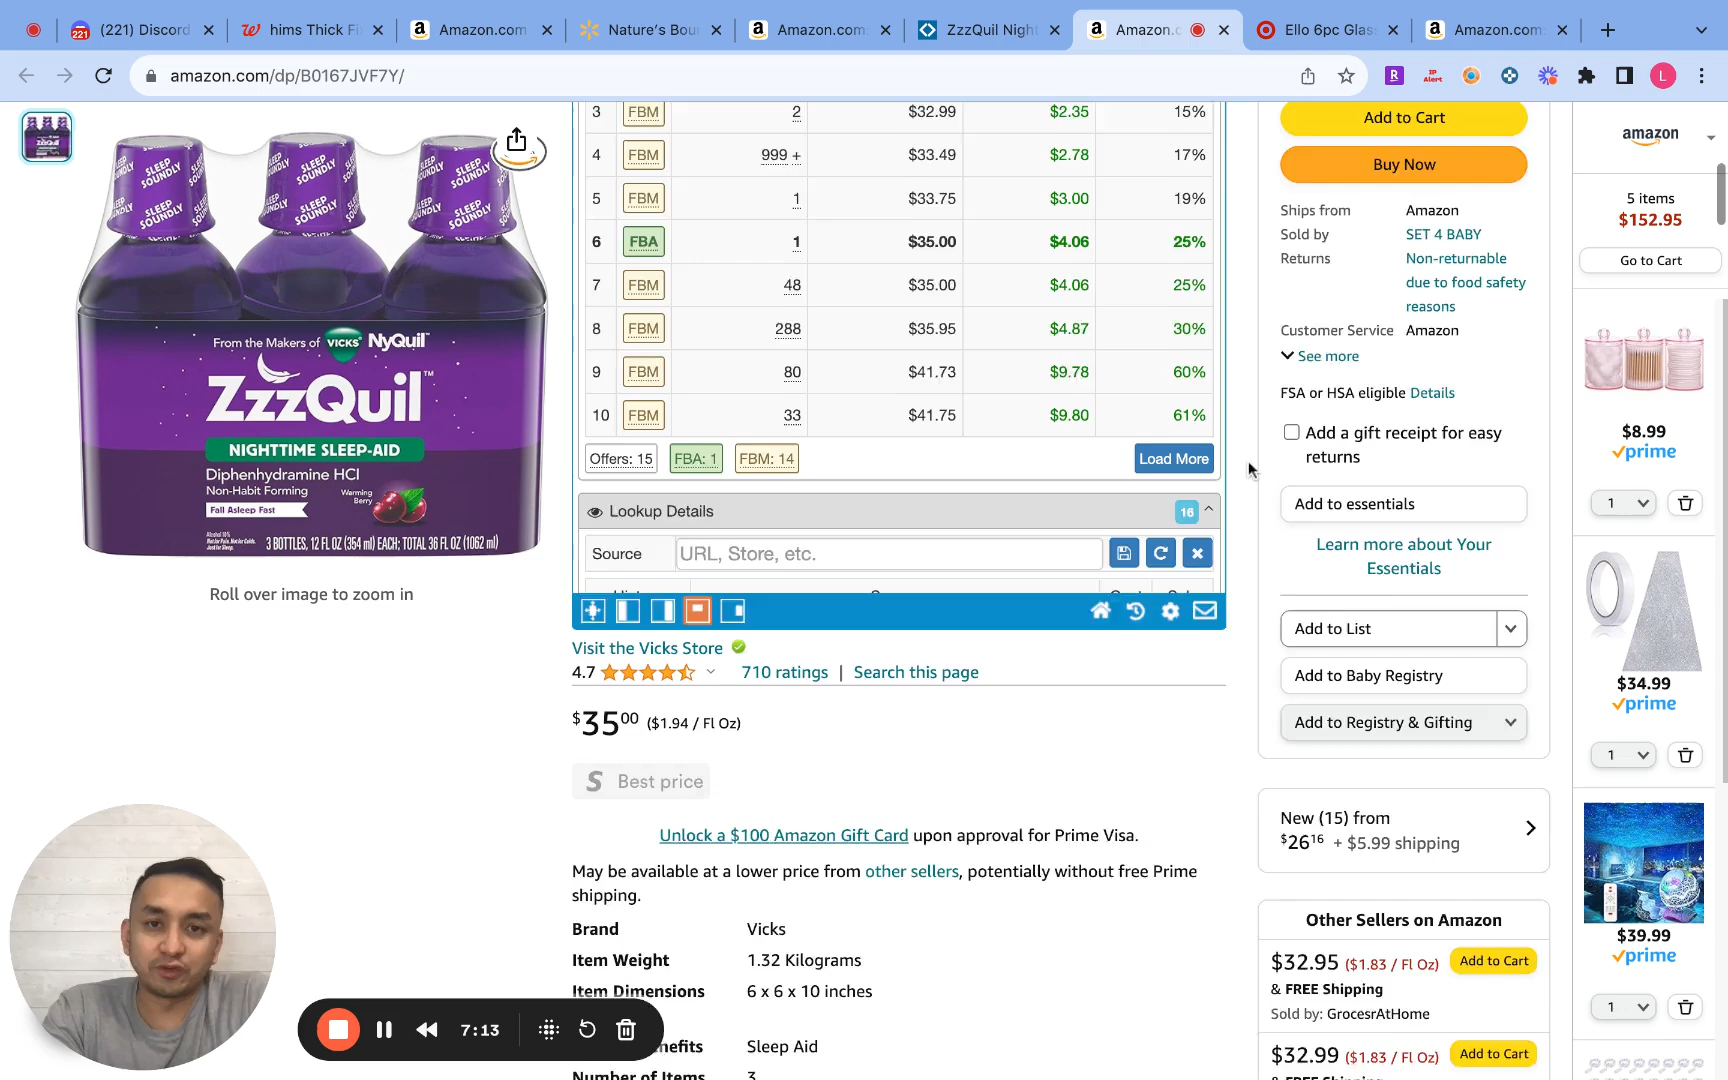 221
(221) Discord
hims Thick Fi
Amazon.com
Nature's Bou
Amazon.com:
ZzzQuil Night
Amazon.c
Ello 6pc Glas
Amazon.com:
amazon.com/dp/B0167JVF7Y/
R
IP
Alert
L
SLEEP SOUNDLY
From the Makers of VICKS NyQuil™
ZzzQuil™
NIGHTTIME SLEEP-AID
Diphenhydramine HCl
Non-Habit Forming
Warming
Berry
Fall Asleep Fast
Alcohol 10%
3 BOTTLES, 12 FL OZ (354 ml) EACH; TOTAL 36 FL OZ (1062 ml)
Roll over image to zoom in
3 FBM 2 $32.99 $2.35 15%
4 FBM 999 + $33.49 $2.78 17%
5 FBM 1 $33.75 $3.00 19%
6 FBA 1 $35.00 $4.06 25%
7 FBM 48 $35.00 $4.06 25%
8 FBM 288 $35.95 $4.87 30%
9 FBM 80 $41.73 $9.78 60%
10 FBM 33 $41.75 $9.80 61%
Offers: 15 FBA: 1 FBM: 14 Load More
Lookup Details 16
Source URL, Store, etc.
Visit the Vicks Store
4.7 710 ratings | Search this page
$35 00 ($1.94 / Fl Oz)
S Best price
Unlock a $100 Amazon Gift Card upon approval for Prime Visa.
May be available at a lower price from other sellers, potentially without free Prime
shipping.
Brand Vicks
Item Weight 1.32 Kilograms
Item Dimensions 6 x 6 x 10 inches
nefits Sleep Aid
Number of Items 3
7:13
Add to Cart
Buy Now
Ships from Amazon
Sold by SET 4 BABY
Returns Non-returnable
due to food safety
reasons
Customer Service Amazon
See more
FSA or HSA eligible Details
Add a gift receipt for easy
returns
Add to essentials
Learn more about Your
Essentials
Add to List
Add to Baby Registry
Add to Registry & Gifting
New (15) from
$26 16 + $5.99 shipping
Other Sellers on Amazon
$32.95 ($1.83 / Fl Oz) Add to Cart
& FREE Shipping
Sold by: GrocesrAtHome
$32.99 ($1.83 / Fl Oz) Add to Cart
& FREE Shipping
amazon
5 items
$152.95
Go to Cart
$8.99
prime
1
$34.99
prime
1
$39.99
prime
1